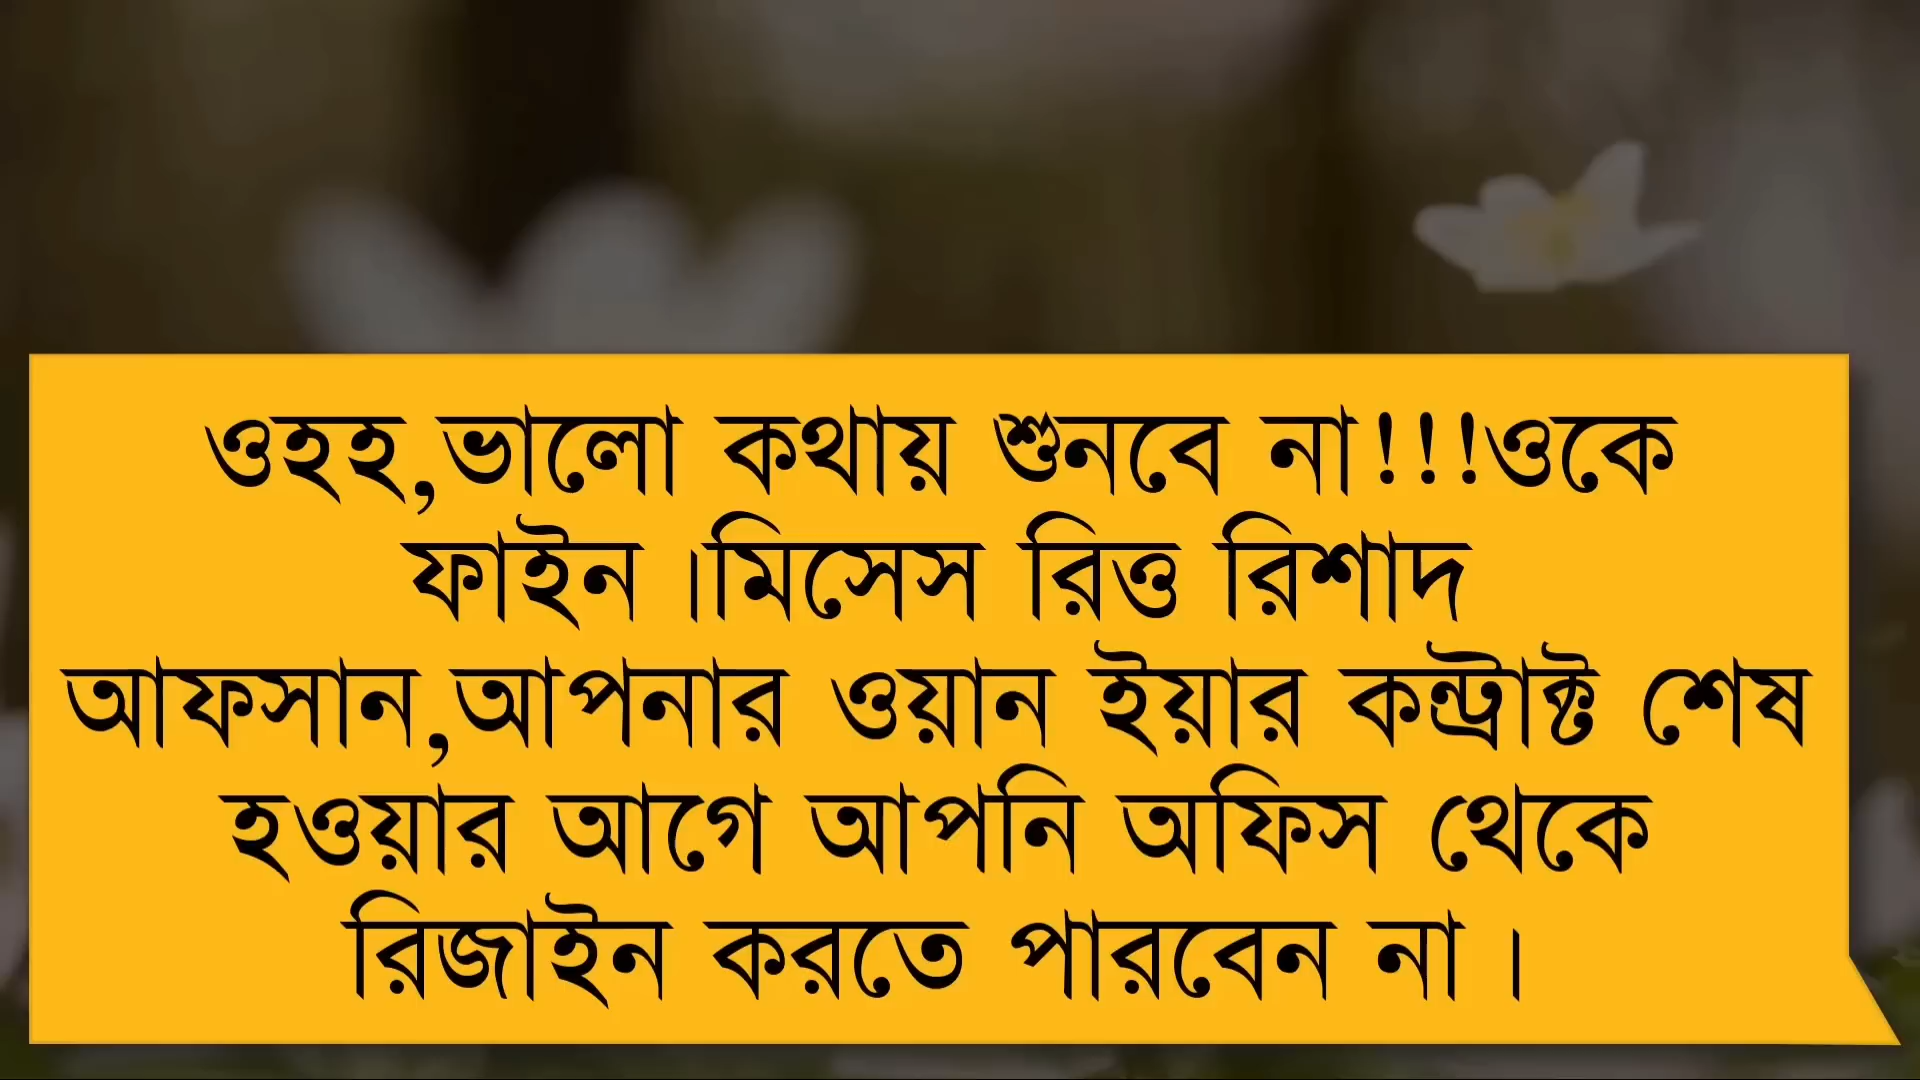 ওহহ,ভালো কথায় শুনবে না!!!ওকে
ফাইন ।মিসেস রিত্ত রিশাদ
আফসান,আপনার ওয়ান ইয়ার কন্ট্রাক্ট শেষ
হওয়ার আগে আপনি অফিস থেকে
রিজাইন করতে পারবেন না ।